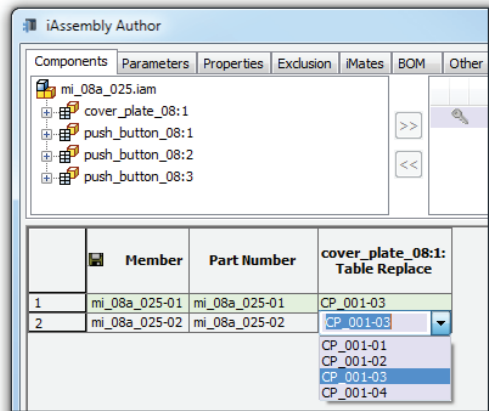 iAssembly Author
Components Parameters Properties Exclusion iMates BOM Other
mi_08a_025.iam
cover_plate_08:1
push_button_08:1
push_button_08:2
push_button_08:3
>>
<<
Member Part Number cover_plate_08:1:
Table Replace
1 mi_08a_025-01 mi_08a_025-01 CP_001-03
2 mi_08a_025-02 mi_08a_025-02 CP_001-03
CP_001-01
CP_001-02
CP_001-03
CP_001-04